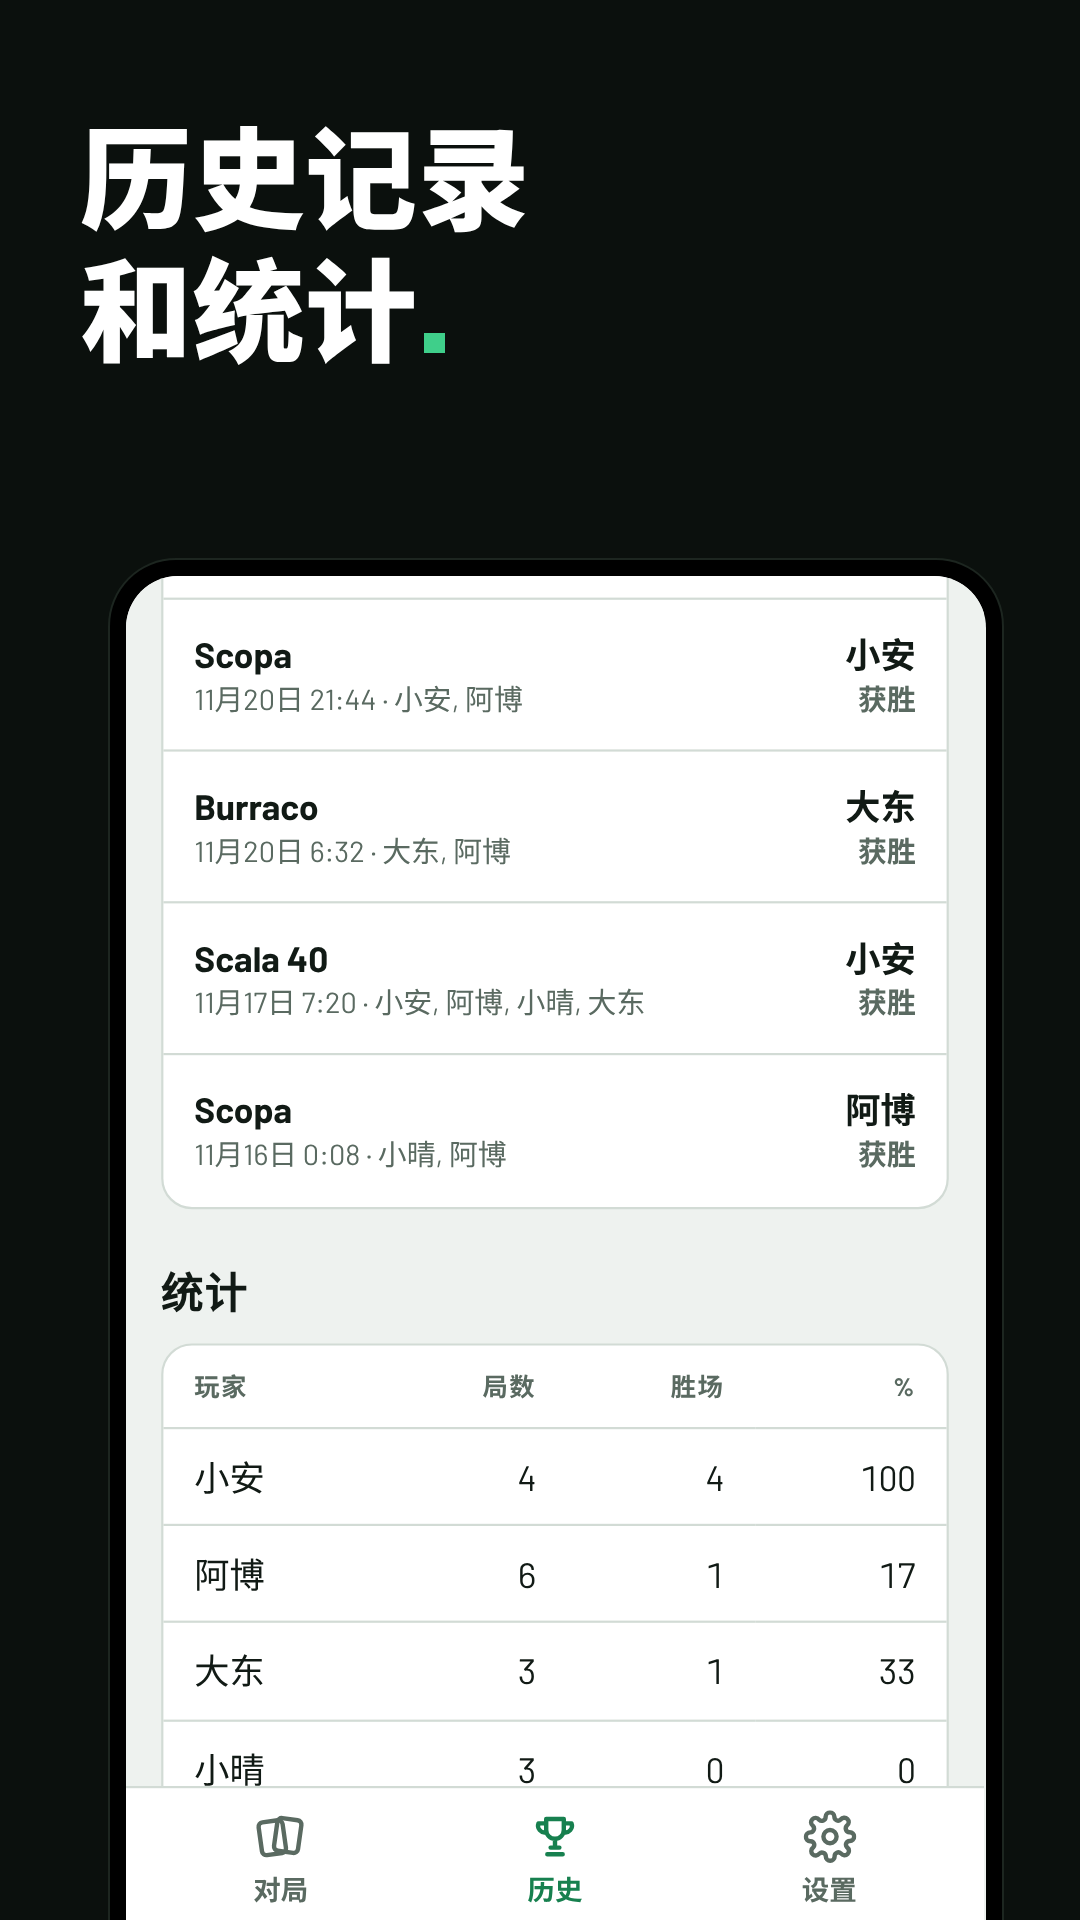 历史记录
和统计.
Scopa 小安
11月20日 21:44 · 小安, 阿博 获胜
Burraco 大东
11月20日 6:32 · 大东, 阿博 获胜
Scala 40 小安
11月17日 7:20 · 小安, 阿博, 小晴, 大东 获胜
Scopa 阿博
11月16日 0:08 · 小晴, 阿博 获胜
统计
玩家 局数 胜场 %
小安 4 4 100
阿博 6 1 17
大东 3 1 33
小晴 3 0 0
对局 历史 设置